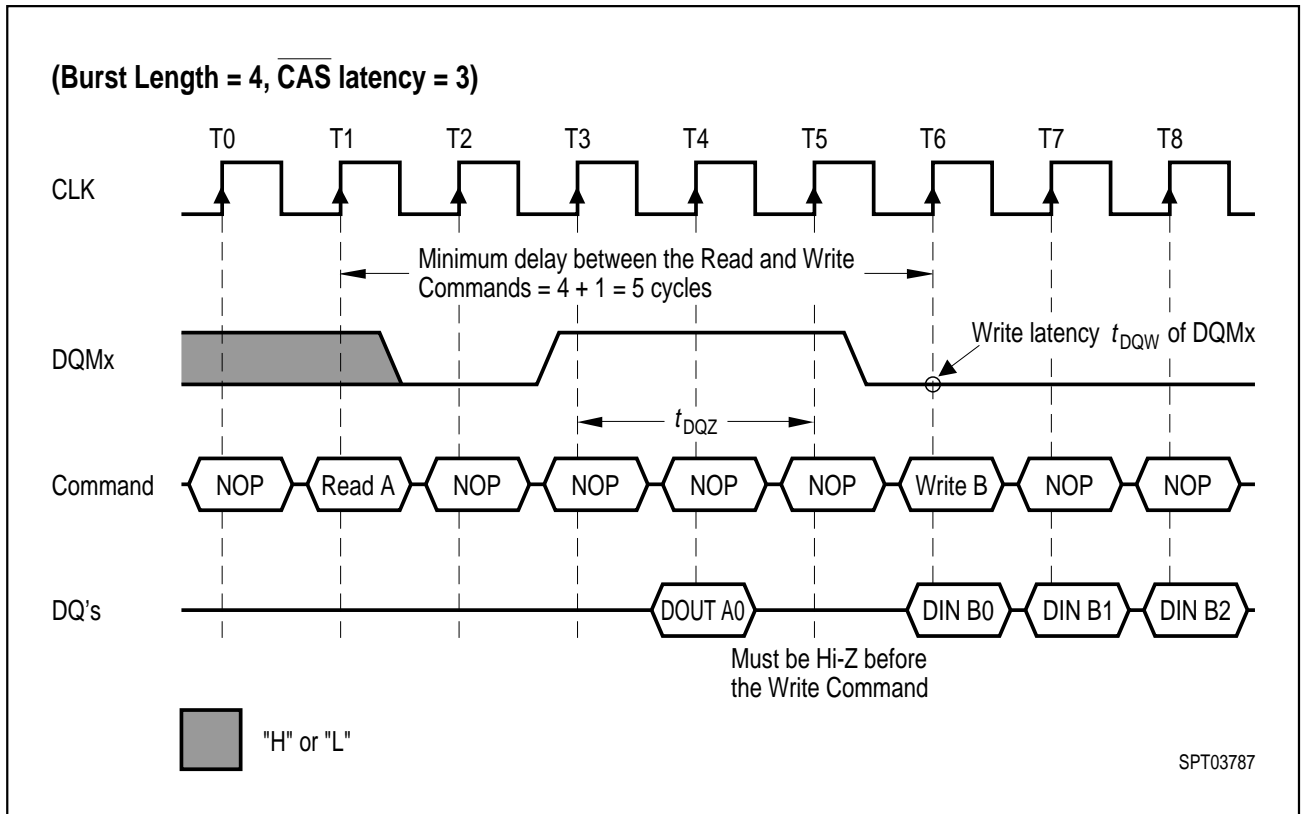 (Burst Length = 4, CAS latency = 3)
T0 T1 T2 T3 T4 T5 T6 T7 T8
CLK
Minimum delay between the Read and Write
Commands = 4 + 1 = 5 cycles
Write latency tDQW of DQMx
DQMx
tDQZ
Command NOP Read A NOP NOP NOP NOP Write B NOP NOP
DQ's DOUT A0 DIN B0 DIN B1 DIN B2
Must be Hi-Z before
the Write Command
"H" or "L"
SPT03787